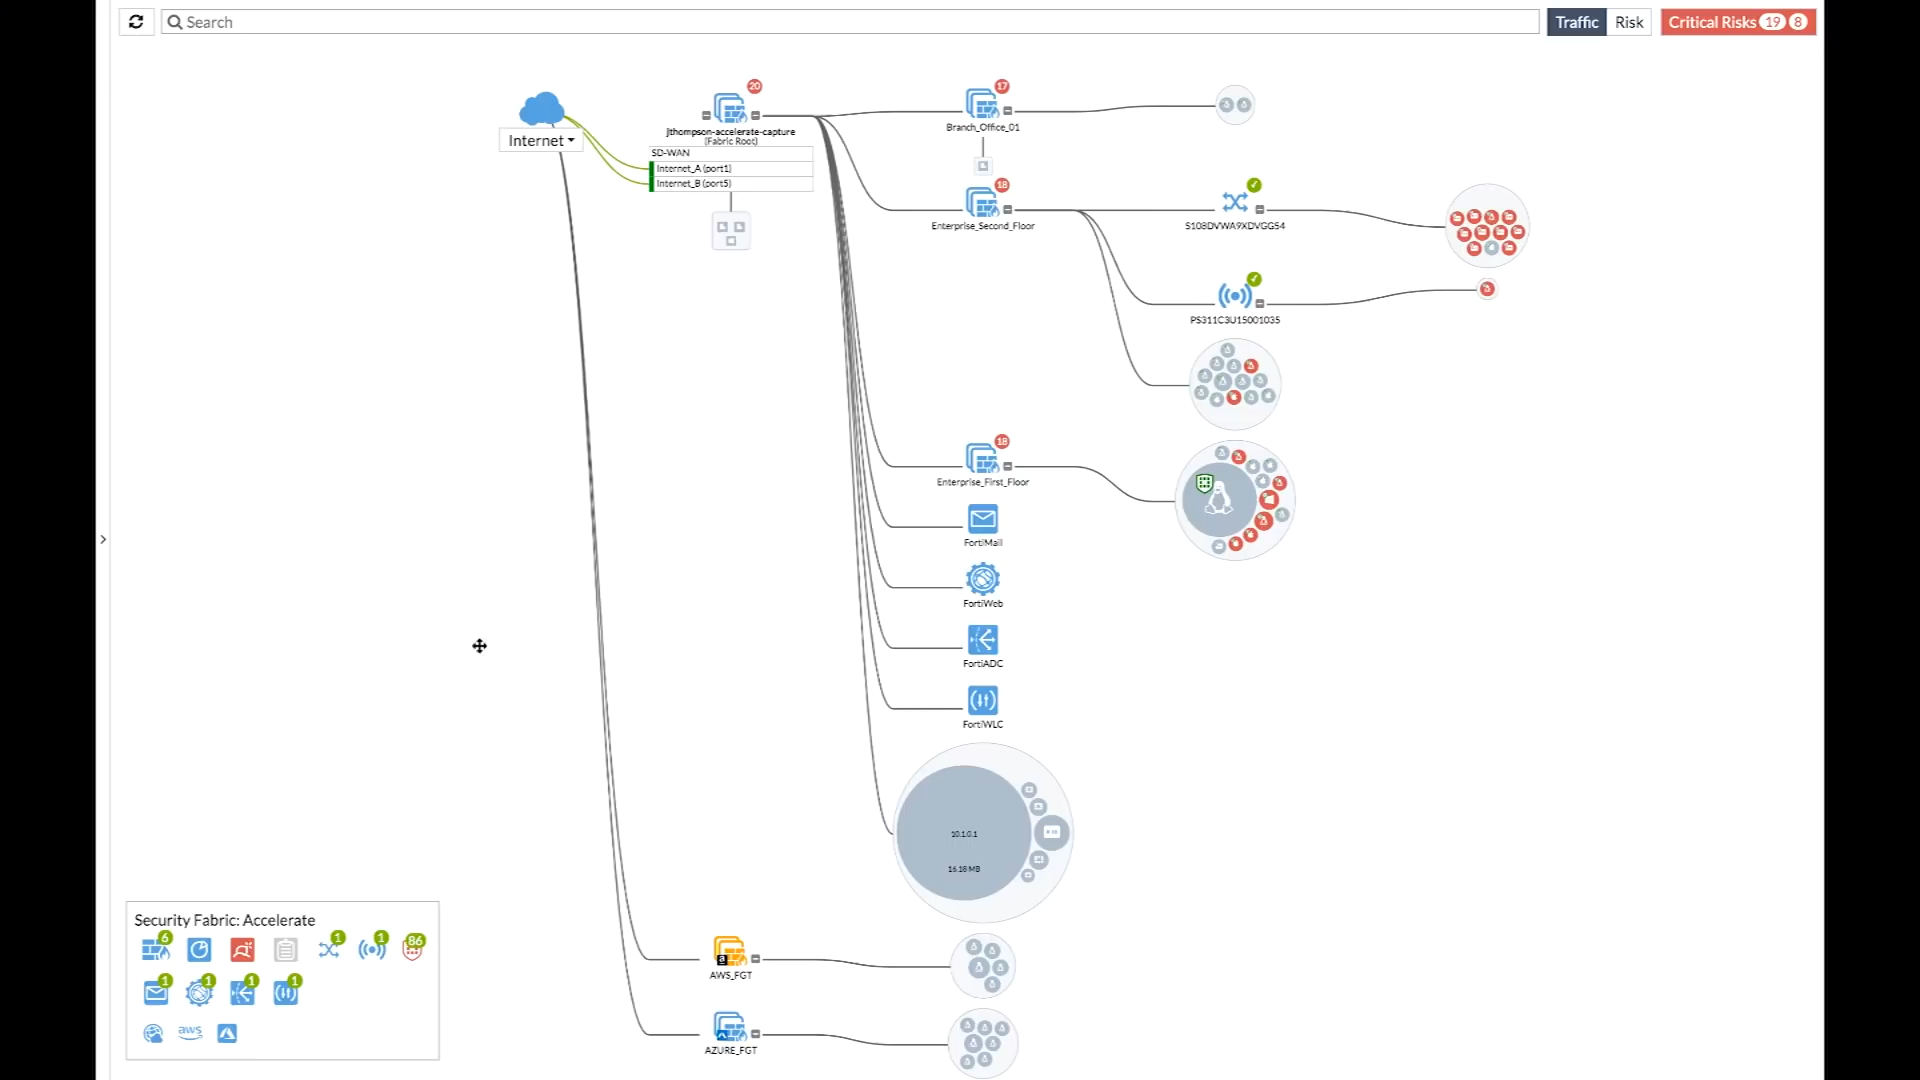 Search
Traffic
Risk
Critical Risks 19 8
Internet
20
jthompson-accelerate-capture
(Fabric Root)
SD-WAN
Internet_A (port1)
Internet_B (port5)
17
Branch_Office_01
18
Enterprise_Second_Floor
S108DVWA9XDVGG54
PS311C3U15001035
18
Enterprise_First_Floor
FortiMail
FortiWeb
FortiADC
FortiWLC
10.1.0.1
16.18 MB
AWS_FGT
AZURE_FGT
Security Fabric: Accelerate
6 1 1 86
1 1 1 1
aws